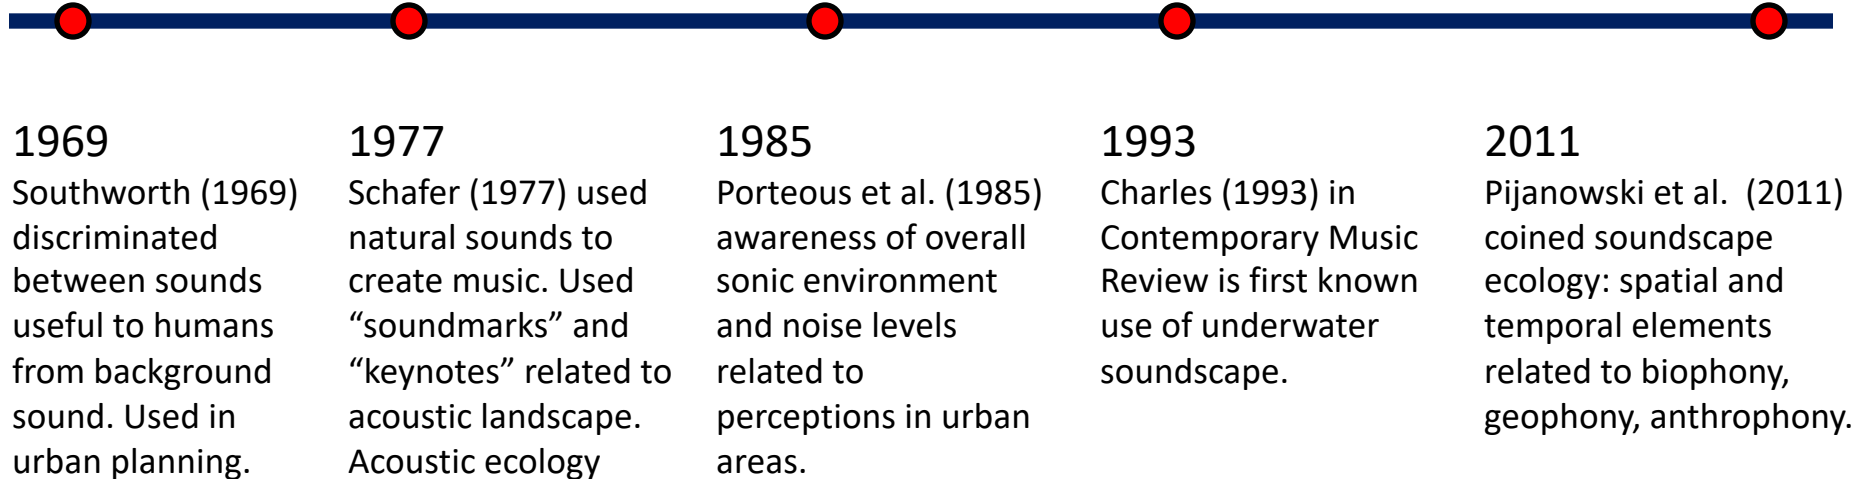 1969
Southworth (1969)
discriminated
between sounds
useful to humans
from background
sound. Used in
urban planning.
1977
Schafer (1977) used
natural sounds to
create music. Used
“soundmarks” and
“keynotes” related to
acoustic landscape.
Acoustic ecology
1985
Porteous et al. (1985)
awareness of overall
sonic environment
and noise levels
related to
perceptions in urban
areas.
1993
Charles (1993) in
Contemporary Music
Review is first known
use of underwater
soundscape.
2011
Pijanowski et al.  (2011)
coined soundscape
ecology: spatial and
temporal elements
related to biophony,
geophony, anthrophony.